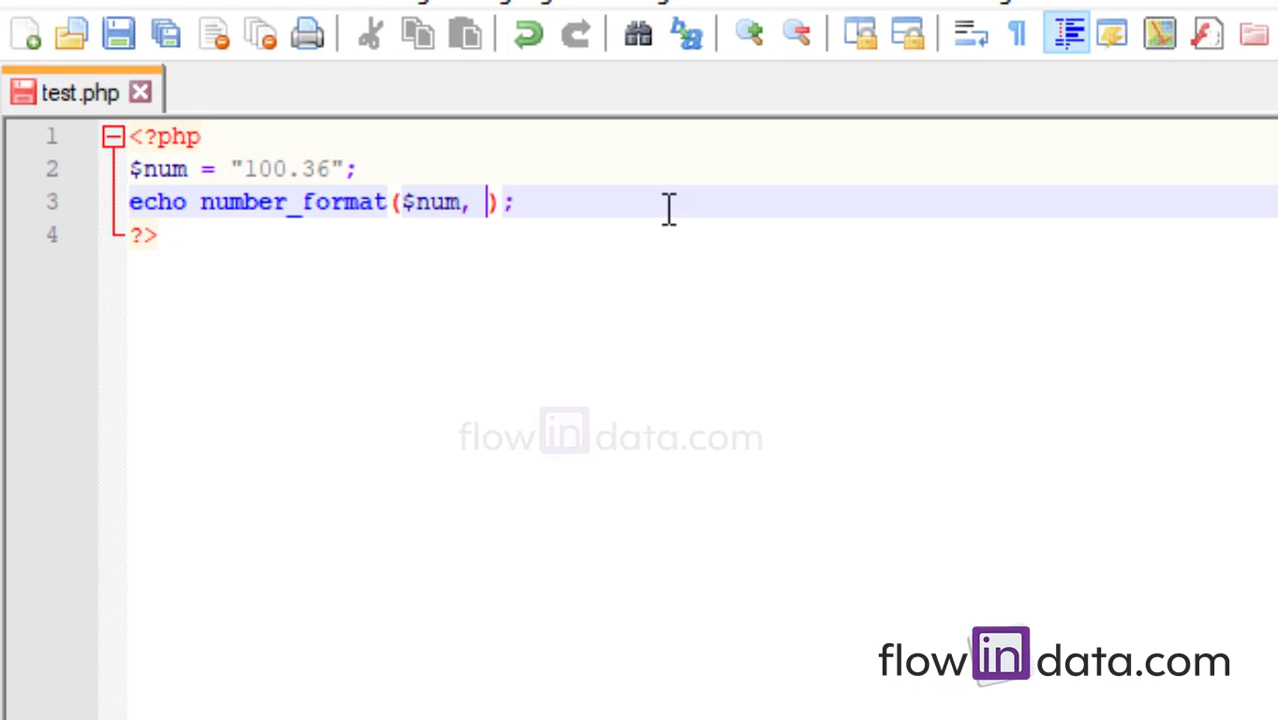 test.php
1 <?php
2 $num = "100.36";
3 echo number_format($num, );
4 ?>
flowindata.com
flowindata.com